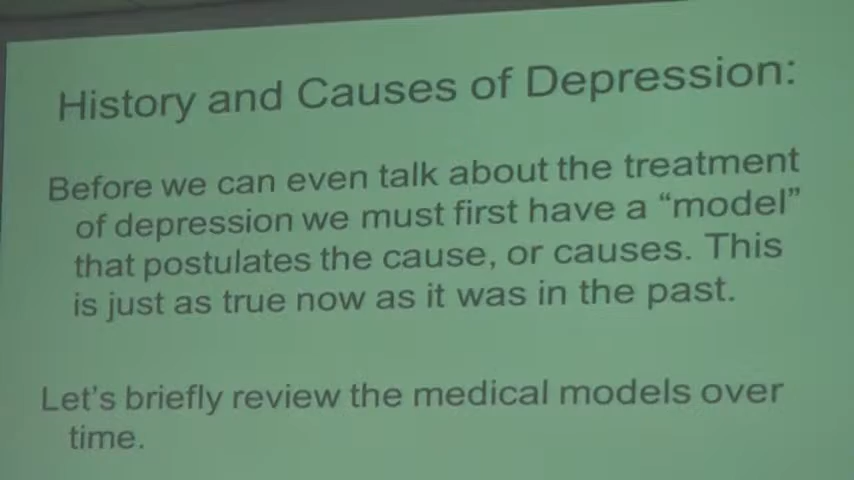 History and Causes of Depression:
Before we can even talk about the treatment
of depression we must first have a “model”
that postulates the cause, or causes. This
is just as true now as it was in the past.
Let’s briefly review the medical models over
time.